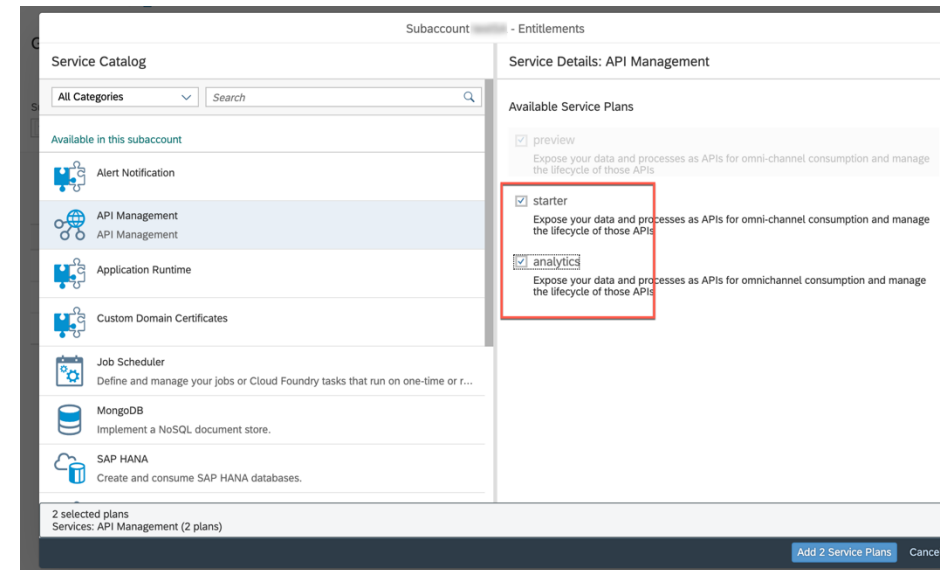 Subaccount - Entitlements
Service Catalog
All Categories
Search
Available in this subaccount
Alert Notification
API Management
API Management
Application Runtime
Custom Domain Certificates
Job Scheduler
Define and manage your jobs or Cloud Foundry tasks that run on one-time or r...
MongoDB
Implement a NoSQL document store.
SAP HANA
Create and consume SAP HANA databases.
Service Details: API Management
Available Service Plans
preview
Expose your data and processes as APIs for omni-channel consumption and manage
the lifecycle of those APIs
starter
Expose your data and processes as APIs for omni-channel consumption and manage
the lifecycle of those APIs
analytics
Expose your data and processes as APIs for omnichannel consumption and manage
the lifecycle of those APIs
2 selected plans
Services: API Management (2 plans)
Add 2 Service Plans
Cance